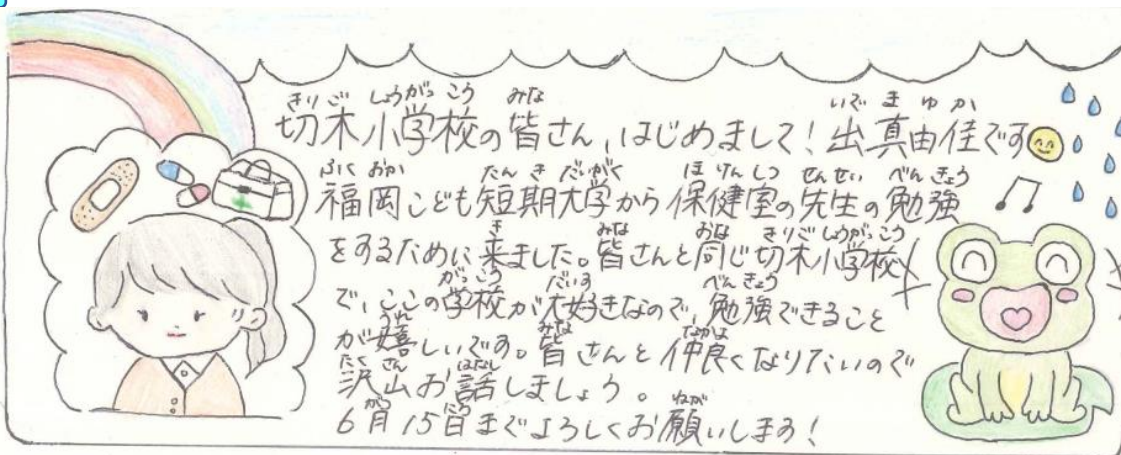 切木小学校の皆さん、はじめまして！出真由佳です
福岡こども短期大学から保健室の先生の勉強
をするために来ました。皆さんと同じ切木小学校
で、ここの学校が大好きなので、勉強できること
が嬉しいです。皆さんと仲良くなりたいので
沢山お話しましょう。
6月15日までよろしくお願いします！